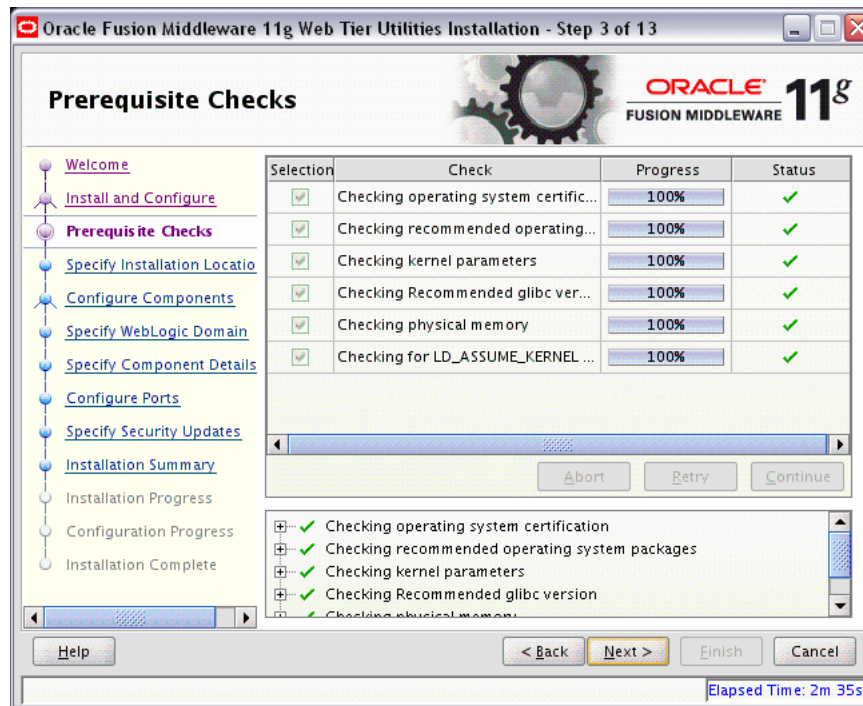 Oracle Fusion Middleware 11g Web Tier Utilities Installation - Step 3 of 13
Prerequisite Checks
ORACLE
FUSION MIDDLEWARE 11g
Welcome
Install and Configure
Prerequisite Checks
Specify Installation Locatio
Configure Components
Specify WebLogic Domain
Specify Component Details
Configure Ports
Specify Security Updates
Installation Summary
Installation Progress
Configuration Progress
Installation Complete
Selection Check Progress Status
Checking operating system certific... 100%
Checking recommended operating... 100%
Checking kernel parameters 100%
Checking Recommended glibc ver... 100%
Checking physical memory 100%
Checking for LD_ASSUME_KERNEL ... 100%
Abort Retry Continue
Checking operating system certification
Checking recommended operating system packages
Checking kernel parameters
Checking Recommended glibc version
Checking physical memory
Help < Back Next > Finish Cancel
Elapsed Time: 2m 35s